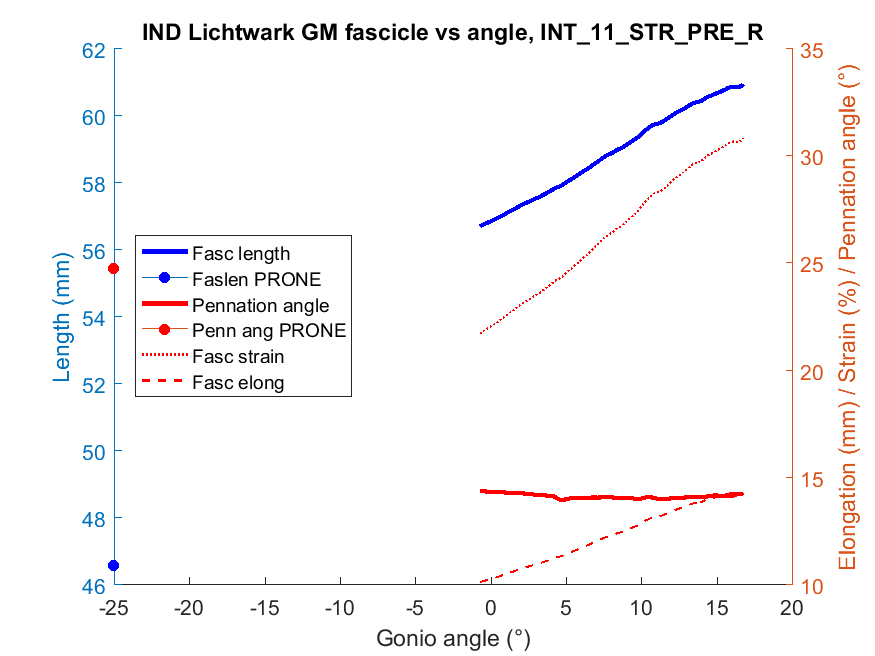 IND Lichtwark GM fascicle vs angle, INT_11_STR_PRE_R
62
60
58
56
54
52
50
48
46
Length (mm)
Fasc length
Faslen PRONE
Pennation angle
Penn ang PRONE
Fasc strain
Fasc elong
35
30
25
20
15
10
Elongation (mm) / Strain (%) / Pennation angle (°)
-25 -20 -15 -10 -5 0 5 10 15 20
Gonio angle (°)